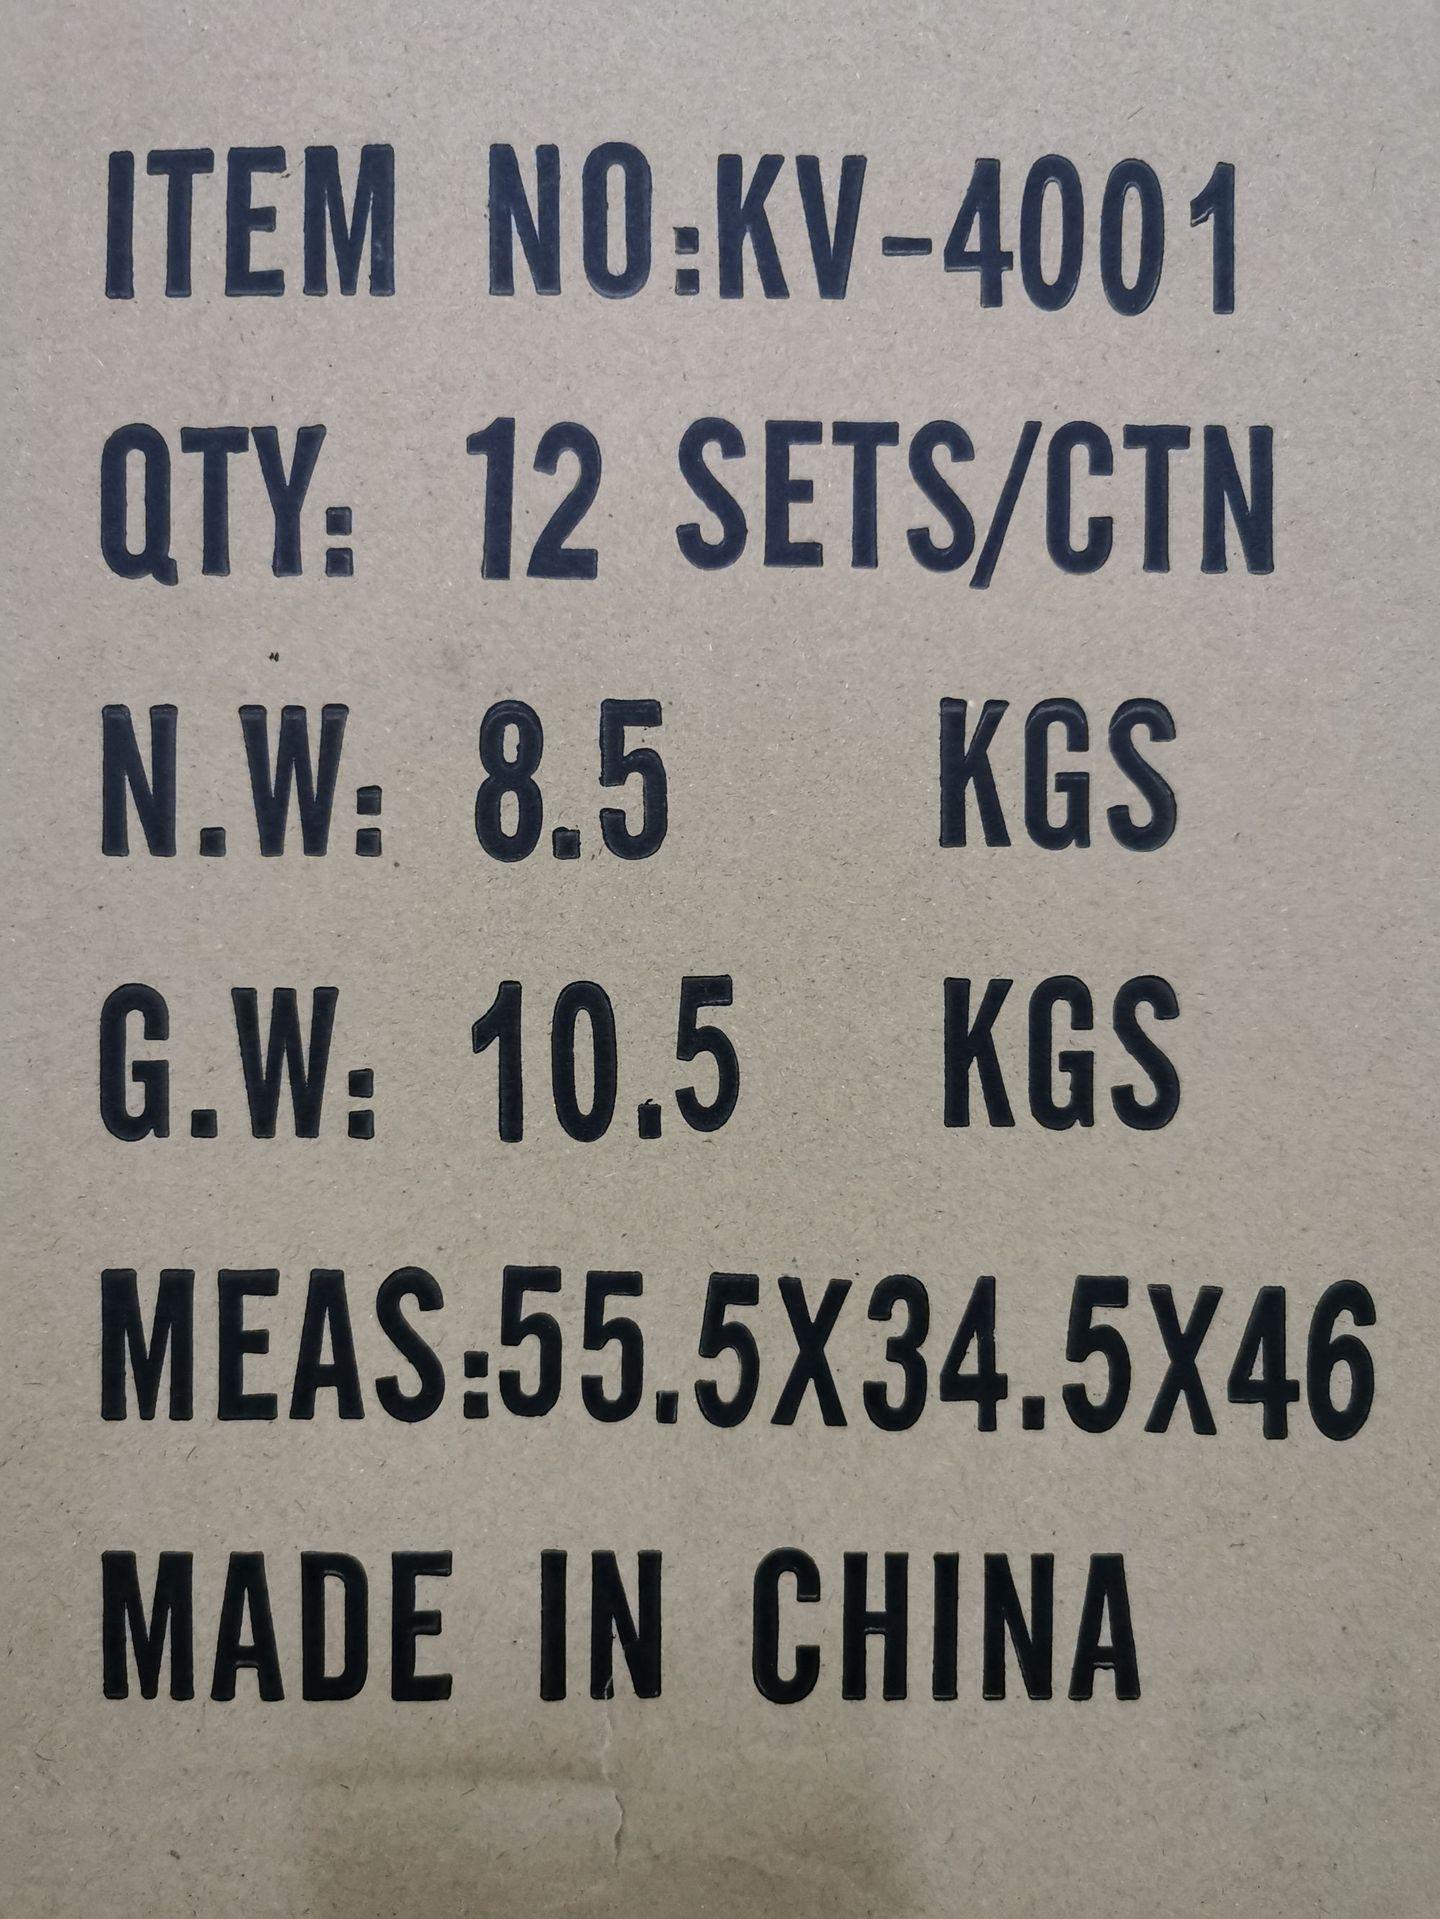 ITEM NO:KV-4001
QTY: 12 SETS/CTN
N.W: 8.5 KGS
G.W: 10.5 KGS
MEAS:55.5X34.5X46
MADE IN CHINA